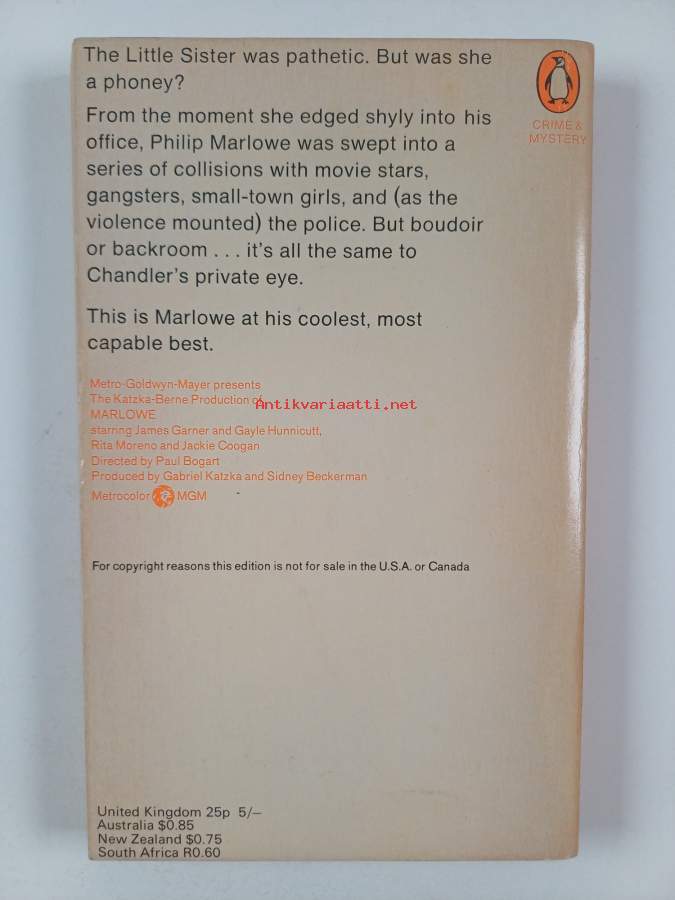 The Little Sister was pathetic. But was she
a phoney?
From the moment she edged shyly into his
office, Philip Marlowe was swept into a
series of collisions with movie stars,
gangsters, small-town girls, and (as the
violence mounted) the police. But boudoir
or backroom . . . it's all the same to
Chandler's private eye.
This is Marlowe at his coolest, most
capable best.
CRIME &
MYSTERY
Metro-Goldwyn-Mayer presents
The Katzka-Berne Production of
MARLOWE
starring James Garner and Gayle Hunnicutt,
Rita Moreno and Jackie Coogan
Directed by Paul Bogart
Produced by Gabriel Katzka and Sidney Beckerman
Metrocolor MGM
Antikvariaatti.net
For copyright reasons this edition is not for sale in the U.S.A. or Canada
United Kingdom 25p 5/–
Australia $0.85
New Zealand $0.75
South Africa R0.60